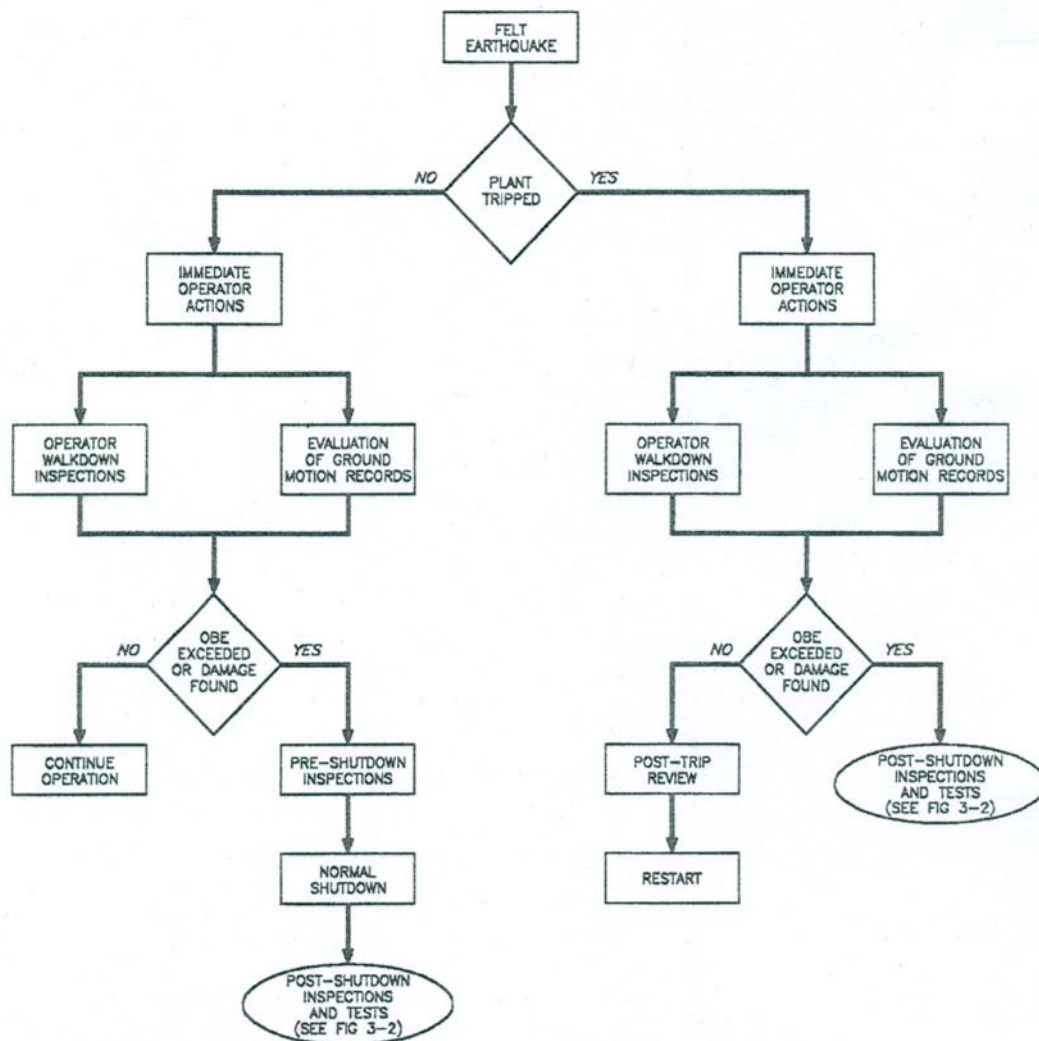 FELT
EARTHQUAKE
PLANT
TRIPPED
NO
YES
IMMEDIATE
OPERATOR
ACTIONS
IMMEDIATE
OPERATOR
ACTIONS
OPERATOR
WALKDOWN
INSPECTIONS
EVALUATION
OF GROUND
MOTION RECORDS
OPERATOR
WALKDOWN
INSPECTIONS
EVALUATION
OF GROUND
MOTION RECORDS
NO
OBE
EXCEEDED
OR DAMAGE
FOUND
YES
NO
OBE
EXCEEDED
OR DAMAGE
FOUND
YES
CONTINUE
OPERATION
PRE-SHUTDOWN
INSPECTIONS
POST-TRIP
REVIEW
POST-SHUTDOWN
INSPECTIONS
AND TESTS
(SEE FIG 3-2)
NORMAL
SHUTDOWN
RESTART
POST-SHUTDOWN
INSPECTIONS
AND TESTS
(SEE FIG 3-2)